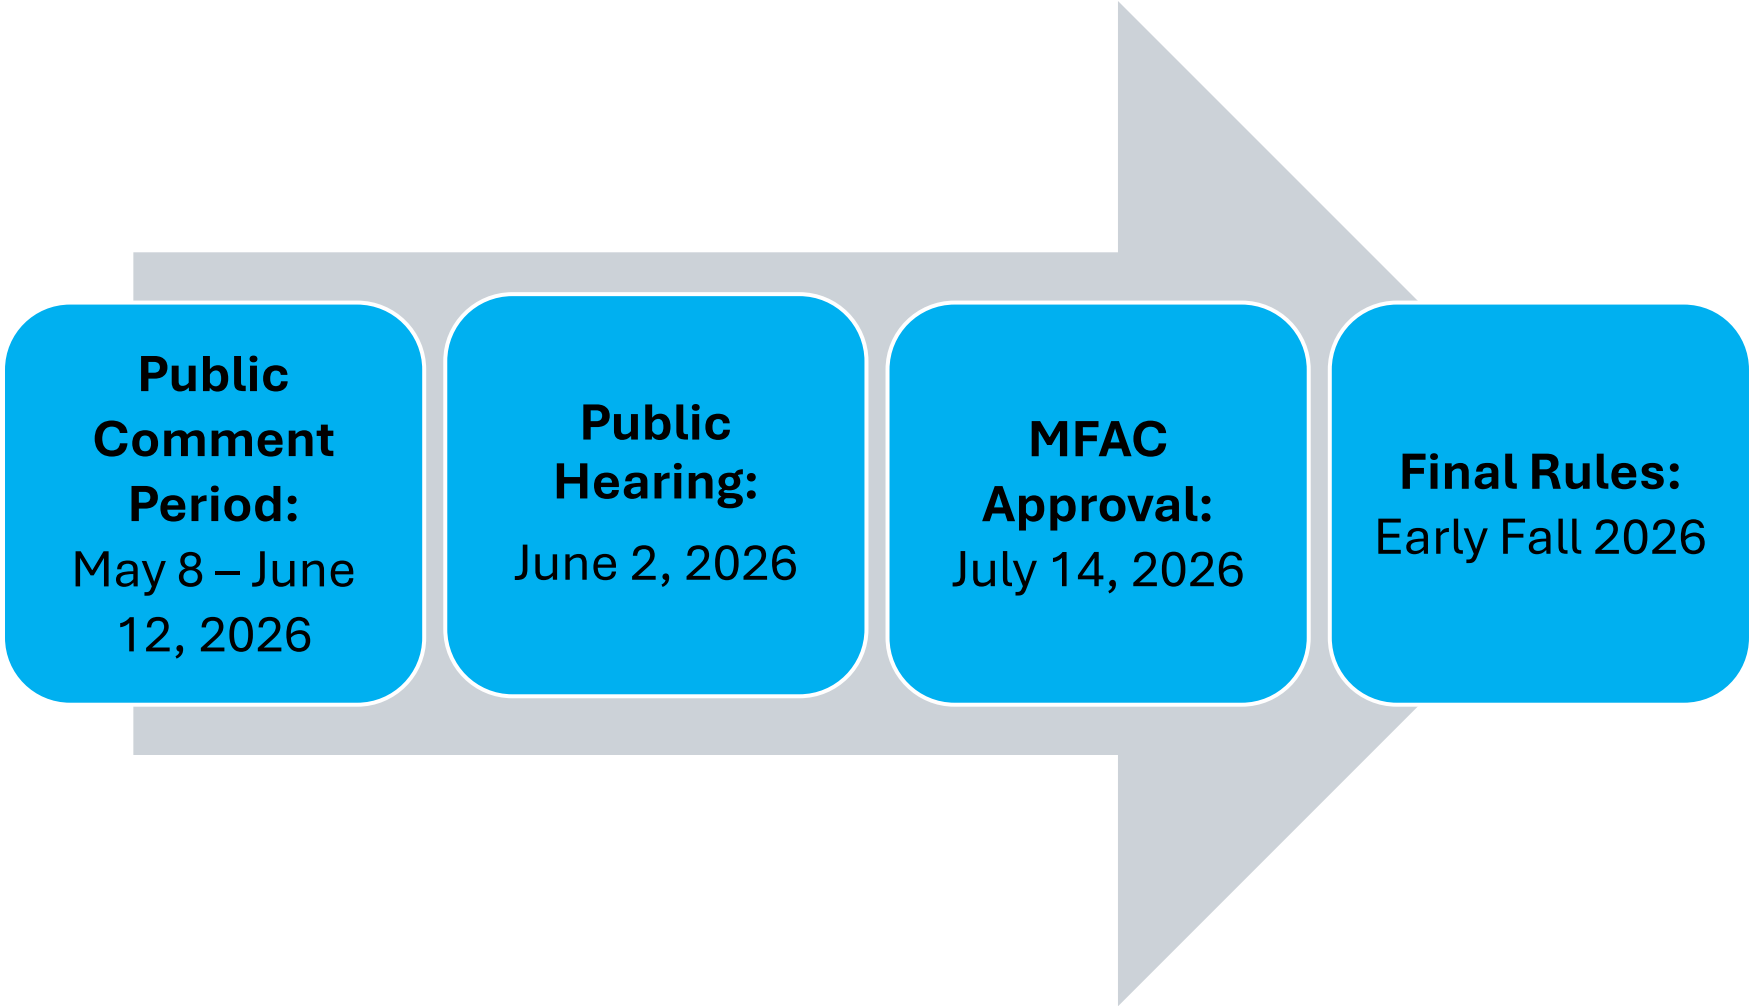 Public
Comment
Period:
May 8 – June
12, 2026
Public
Hearing:
June 2, 2026
MFAC
Approval:
July 14, 2026
Final Rules:
Early Fall 2026